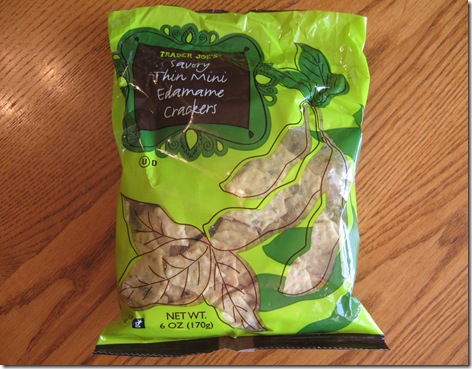 TRADER JOE'S
Savory
Thin Mini
Edamame
Crackers
U D
NET WT.
6 OZ (170g)